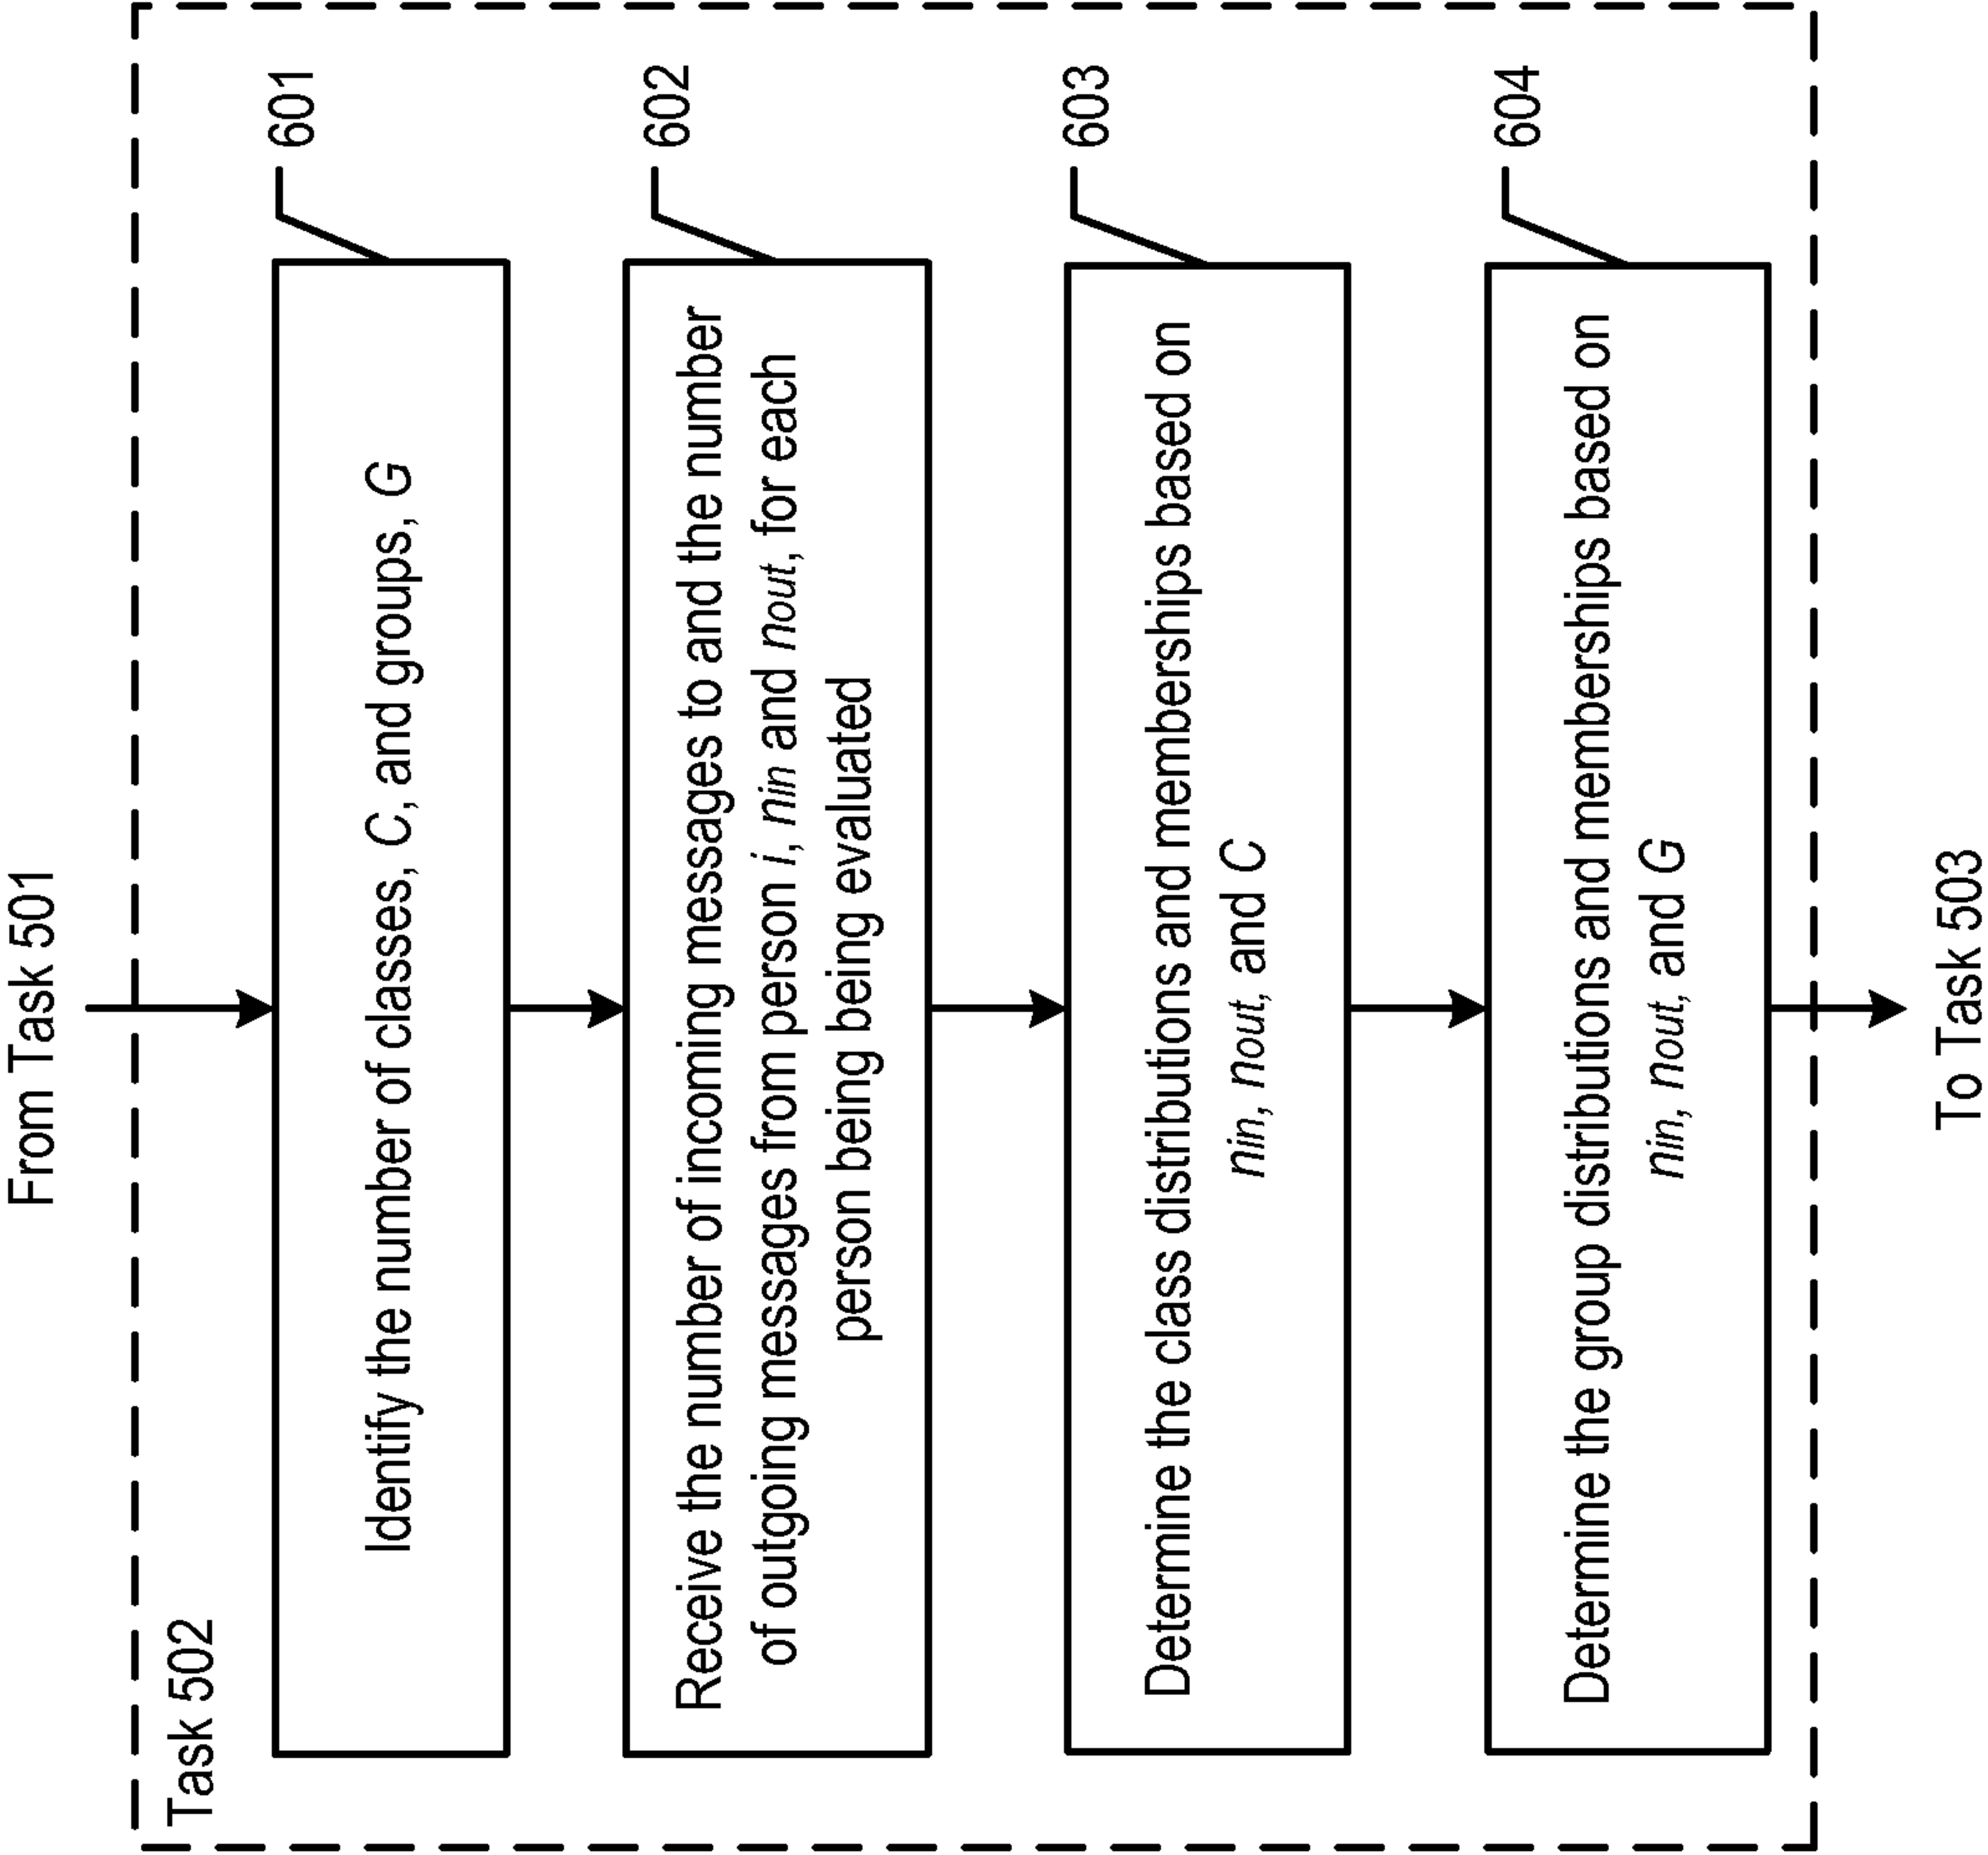 From Task 501
Task 502
601
Identify the number of classes, C, and groups, G
602
Receive the number of incoming messages to and the number
of outgoing messages from person i, nin and nout, for each
person being being evaluated
603
Determine the class distributions and memberships based on
nin, nout, and C
604
Determine the group distributions and memberships based on
nin, nout, and G
To Task 503